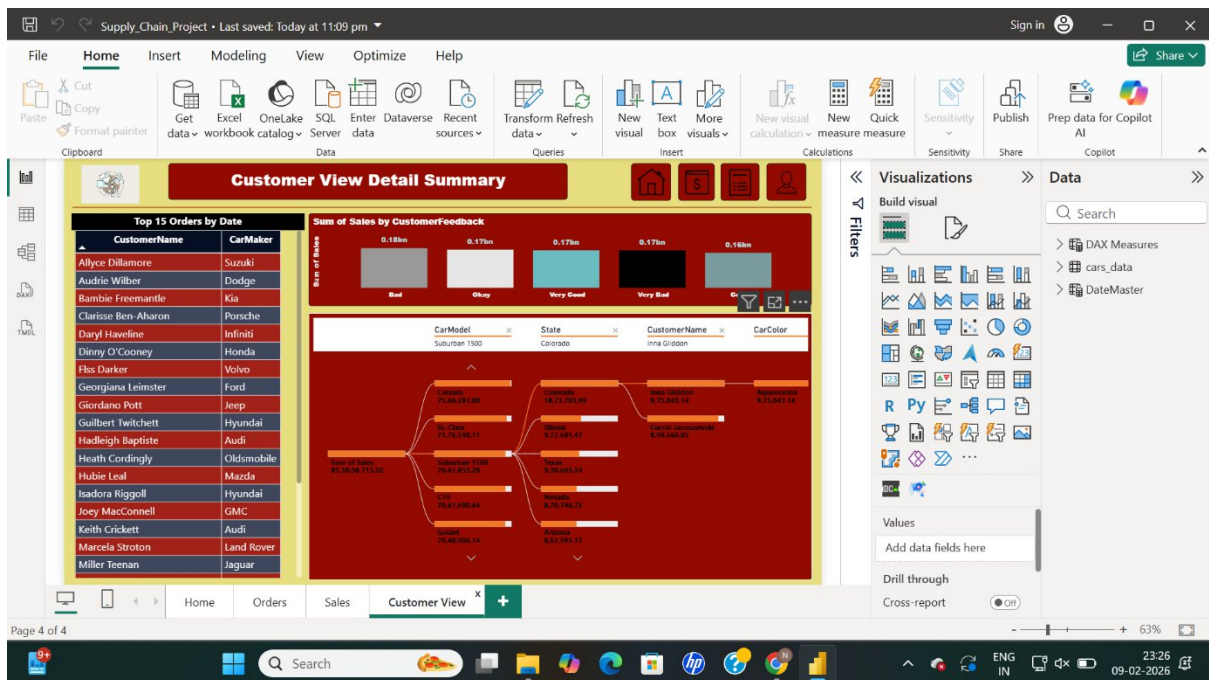 Supply_Chain_Project • Last saved: Today at 11:09 pm
Sign in
File Home Insert Modeling View Optimize Help
Share
Paste
Cut
Copy
Format painter
Clipboard
Get data
Excel workbook
OneLake catalog
SQL Server
Enter data
Dataverse
Recent sources
Data
Transform data
Refresh
Queries
New visual
Text box
More visuals
Insert
New visual calculation
New measure
Quick measure
Calculations
Sensitivity
Sensitivity
Publish
Share
Prep data for AI
Copilot
Copilot
Customer View Detail Summary
Top 15 Orders by Date
CustomerName CarMaker
Allyce Dillamore Suzuki
Audrie Wilber Dodge
Bambie Freemantle Kia
Clarisse Ben-Aharon Porsche
Daryl Haveline Infiniti
Dinny O'Cooney Honda
Flss Darker Volvo
Georgiana Leimster Ford
Giordano Pott Jeep
Guilbert Twitchett Hyundai
Hadleigh Baptiste Audi
Heath Cordingly Oldsmobile
Hubie Leal Mazda
Isadora Riggoll Hyundai
Joey MacConnell GMC
Keith Crickett Audi
Marcela Stroton Land Rover
Miller Teenan Jaguar
Sum of Sales by CustomerFeedback
Sum of Sales
0.18bn 0.17bn 0.17bn 0.17bn 0.16bn
Bad Okay Very Good Very Bad
CarModel State CustomerName CarColor
Suburban 1500 Colorado Inna Gliddon
Sum of Sales
Camaro
Suburban 1500
C70
Galant
Colorado
Illinois
Texas
Nevada
Arizona
Inna Gliddon
Aquamarine
Filters
Visualizations
Build visual
Values
Add data fields here
Drill through
Cross-report
Off
Data
Search
DAX Measures
cars_data
DateMaster
DAX
TMDL
Home Orders Sales Customer View
Page 4 of 4
63%
9+
Search
ENG
IN
23:26
09-02-2026